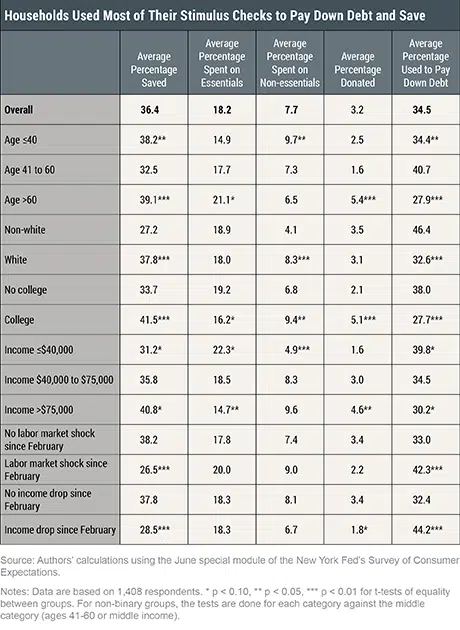 Households Used Most of Their Stimulus Checks to Pay Down Debt and Save
Average Percentage Saved | Average Percentage Spent on Essentials | Average Percentage Spent on Non-essentials | Average Percentage Donated | Average Percentage Used to Pay Down Debt
Overall 36.4 18.2 7.7 3.2 34.5
Age ≤40 38.2** 14.9 9.7** 2.5 34.4**
Age 41 to 60 32.5 17.7 7.3 1.6 40.7
Age >60 39.1*** 21.1* 6.5 5.4*** 27.9***
Non-white 27.2 18.9 4.1 3.5 46.4
White 37.8*** 18.0 8.3*** 3.1 32.6***
No college 33.7 19.2 6.8 2.1 38.0
College 41.5*** 16.2* 9.4** 5.1*** 27.7***
Income ≤$40,000 31.2* 22.3* 4.9*** 1.6 39.8*
Income $40,000 to $75,000 35.8 18.5 8.3 3.0 34.5
Income >$75,000 40.8* 14.7** 9.6 4.6** 30.2*
No labor market shock since February 38.2 17.8 7.4 3.4 33.0
Labor market shock since February 26.5*** 20.0 9.0 2.2 42.3***
No income drop since February 37.8 18.3 8.1 3.4 32.4
Income drop since February 28.5*** 18.3 6.7 1.8* 44.2***
Source: Authors' calculations using the June special module of the New York Fed's Survey of Consumer
Expectations.
Notes: Data are based on 1,408 respondents. * p < 0.10, ** p < 0.05, *** p < 0.01 for t-tests of equality
between groups. For non-binary groups, the tests are done for each category against the middle
category (ages 41-60 or middle income).